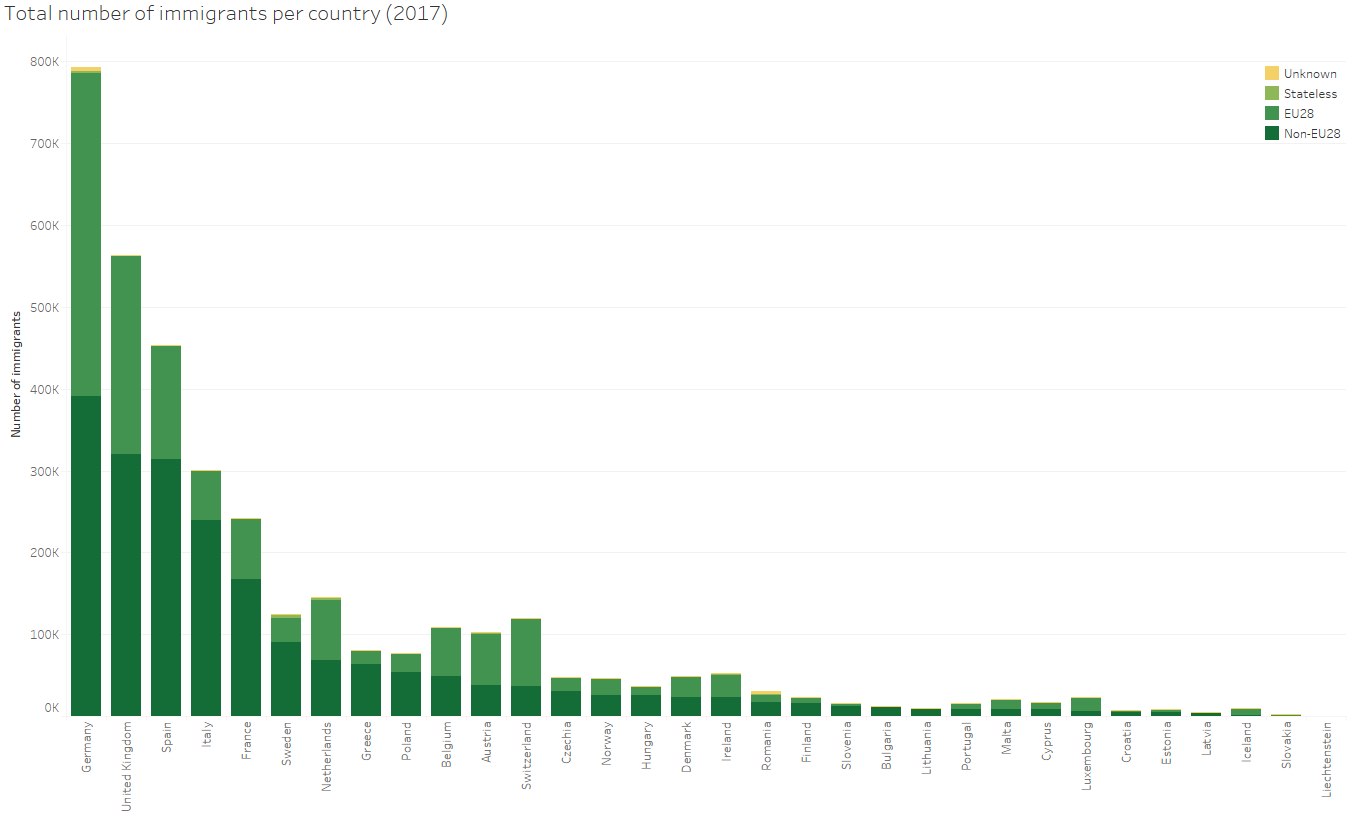 Total number of immigrants per country (2017)
800K
700K
600K
500K
400K
300K
200K
100K
0K
Number of immigrants
Unknown
Stateless
EU28
Non-EU28
Germany
United Kingdom
Spain
Italy
France
Sweden
Netherlands
Greece
Poland
Belgium
Austria
Switzerland
Czechia
Norway
Hungary
Denmark
Ireland
Romania
Finland
Slovenia
Bulgaria
Lithuania
Portugal
Malta
Cyprus
Luxembourg
Croatia
Estonia
Latvia
Iceland
Slovakia
Liechtenstein